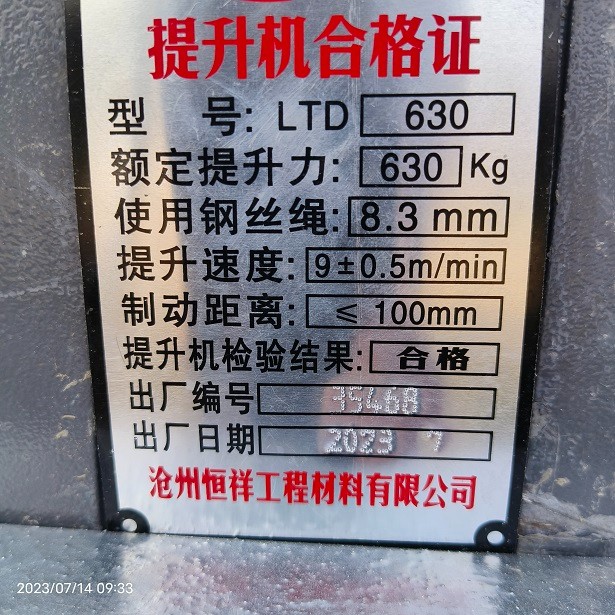 提升机合格证
型 号: LTD 630
额定提升力: 630 Kg
使用钢丝绳: 8.3 mm
提升速度: 9±0.5m/min
制动距离: ≤ 100mm
提升机检验结果: 合格
出厂编号 35468
出厂日期 2023 7
沧州恒祥工程材料有限公司
2023/07/14 09:33